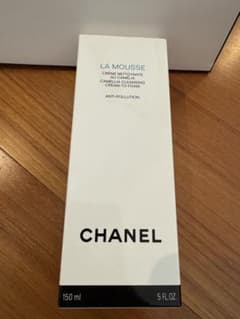 LA MOUSSE
CRÈME NETTOYANTE
AU CAMÉLIA
CAMELLIA CLEANSING
CREAM-TO-FOAM
ANTI-POLLUTION
CHANEL
150 ml 5 FL. OZ.